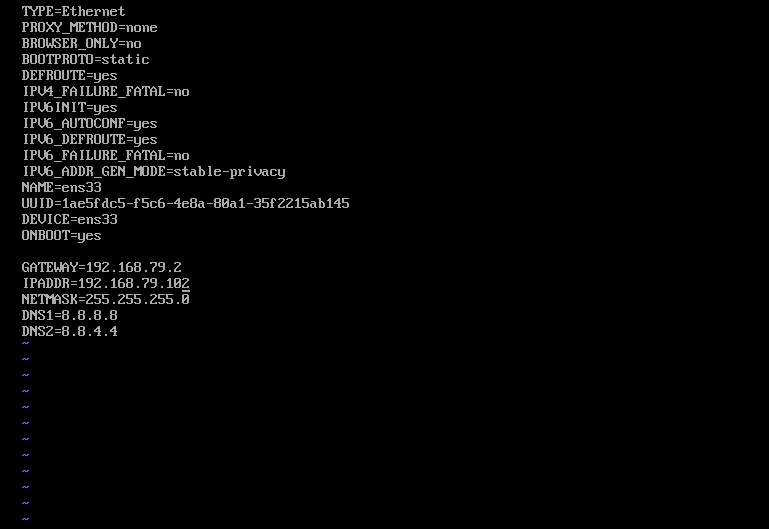 TYPE=Ethernet
PROXY_METHOD=none
BROWSER_ONLY=no
BOOTPROTO=static
DEFROUTE=yes
IPV4_FAILURE_FATAL=no
IPV6INIT=yes
IPV6_AUTOCONF=yes
IPV6_DEFROUTE=yes
IPV6_FAILURE_FATAL=no
IPV6_ADDR_GEN_MODE=stable-privacy
NAME=ens33
UUID=1ae5fdc5-f5c6-4e8a-80a1-35f2215ab145
DEVICE=ens33
ONBOOT=yes

GATEWAY=192.168.79.2
IPADDR=192.168.79.102
NETMASK=255.255.255.0
DNS1=8.8.8.8
DNS2=8.8.4.4
~
~
~
~
~
~
~
~
~
~
~
~